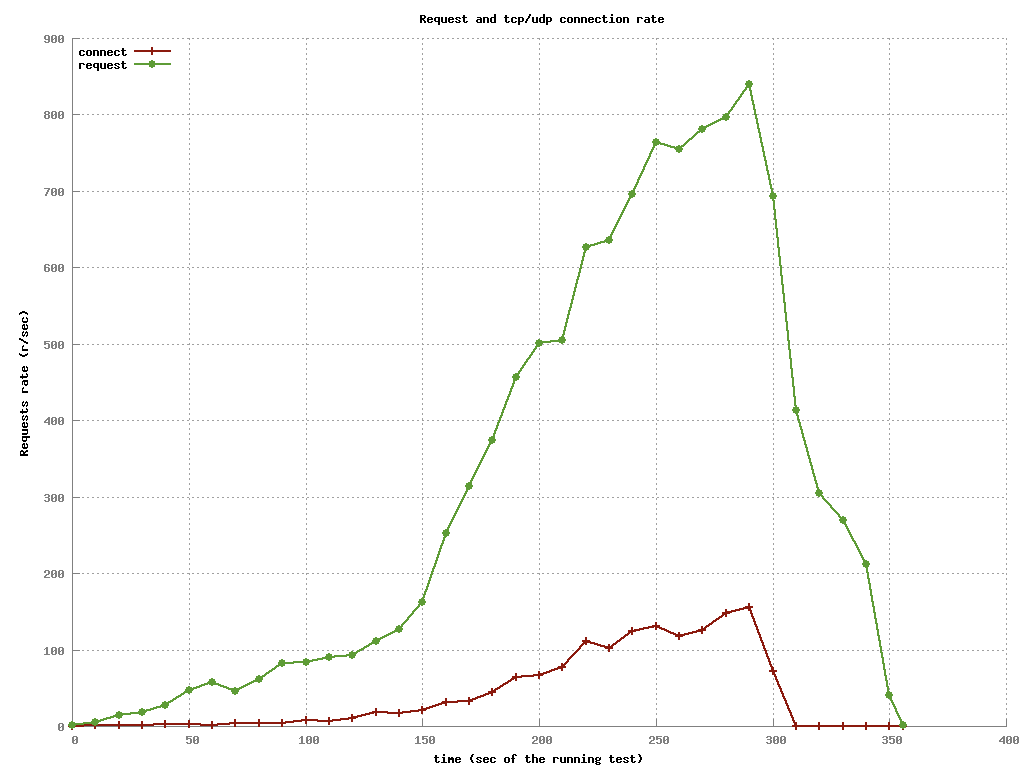 Request and tcp/udp connection rate
900
connect
request
800
700
600
500
Requests rate (r/sec)
400
300
200
100
0
0 50 100 150 200 250 300 350 400
time (sec of the running test)